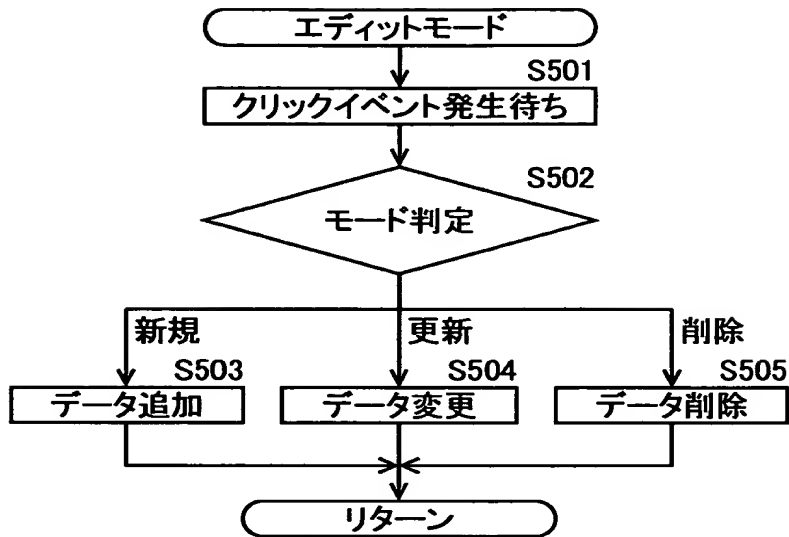 エディットモード
S501
クリックイベント発生待ち
S502
モード判定
新規
更新
削除
S503
S504
S505
データ追加
データ変更
データ削除
リターン